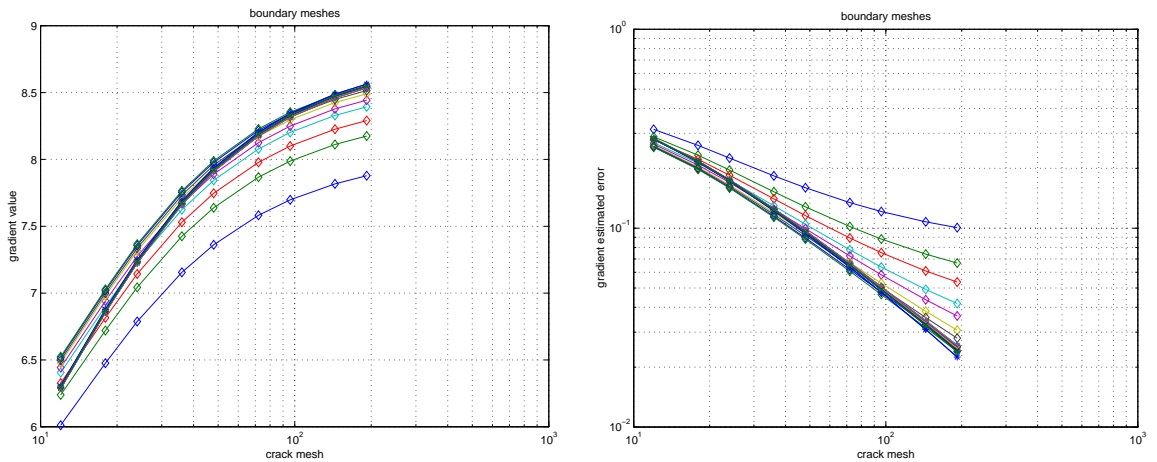 boundary meshes
9
8.5
8
7.5
7
6.5
6
gradient value
10^1
10^2
10^3
crack mesh
boundary meshes
10^0
10^-1
10^-2
gradient estimated error
10^1
10^2
10^3
crack mesh